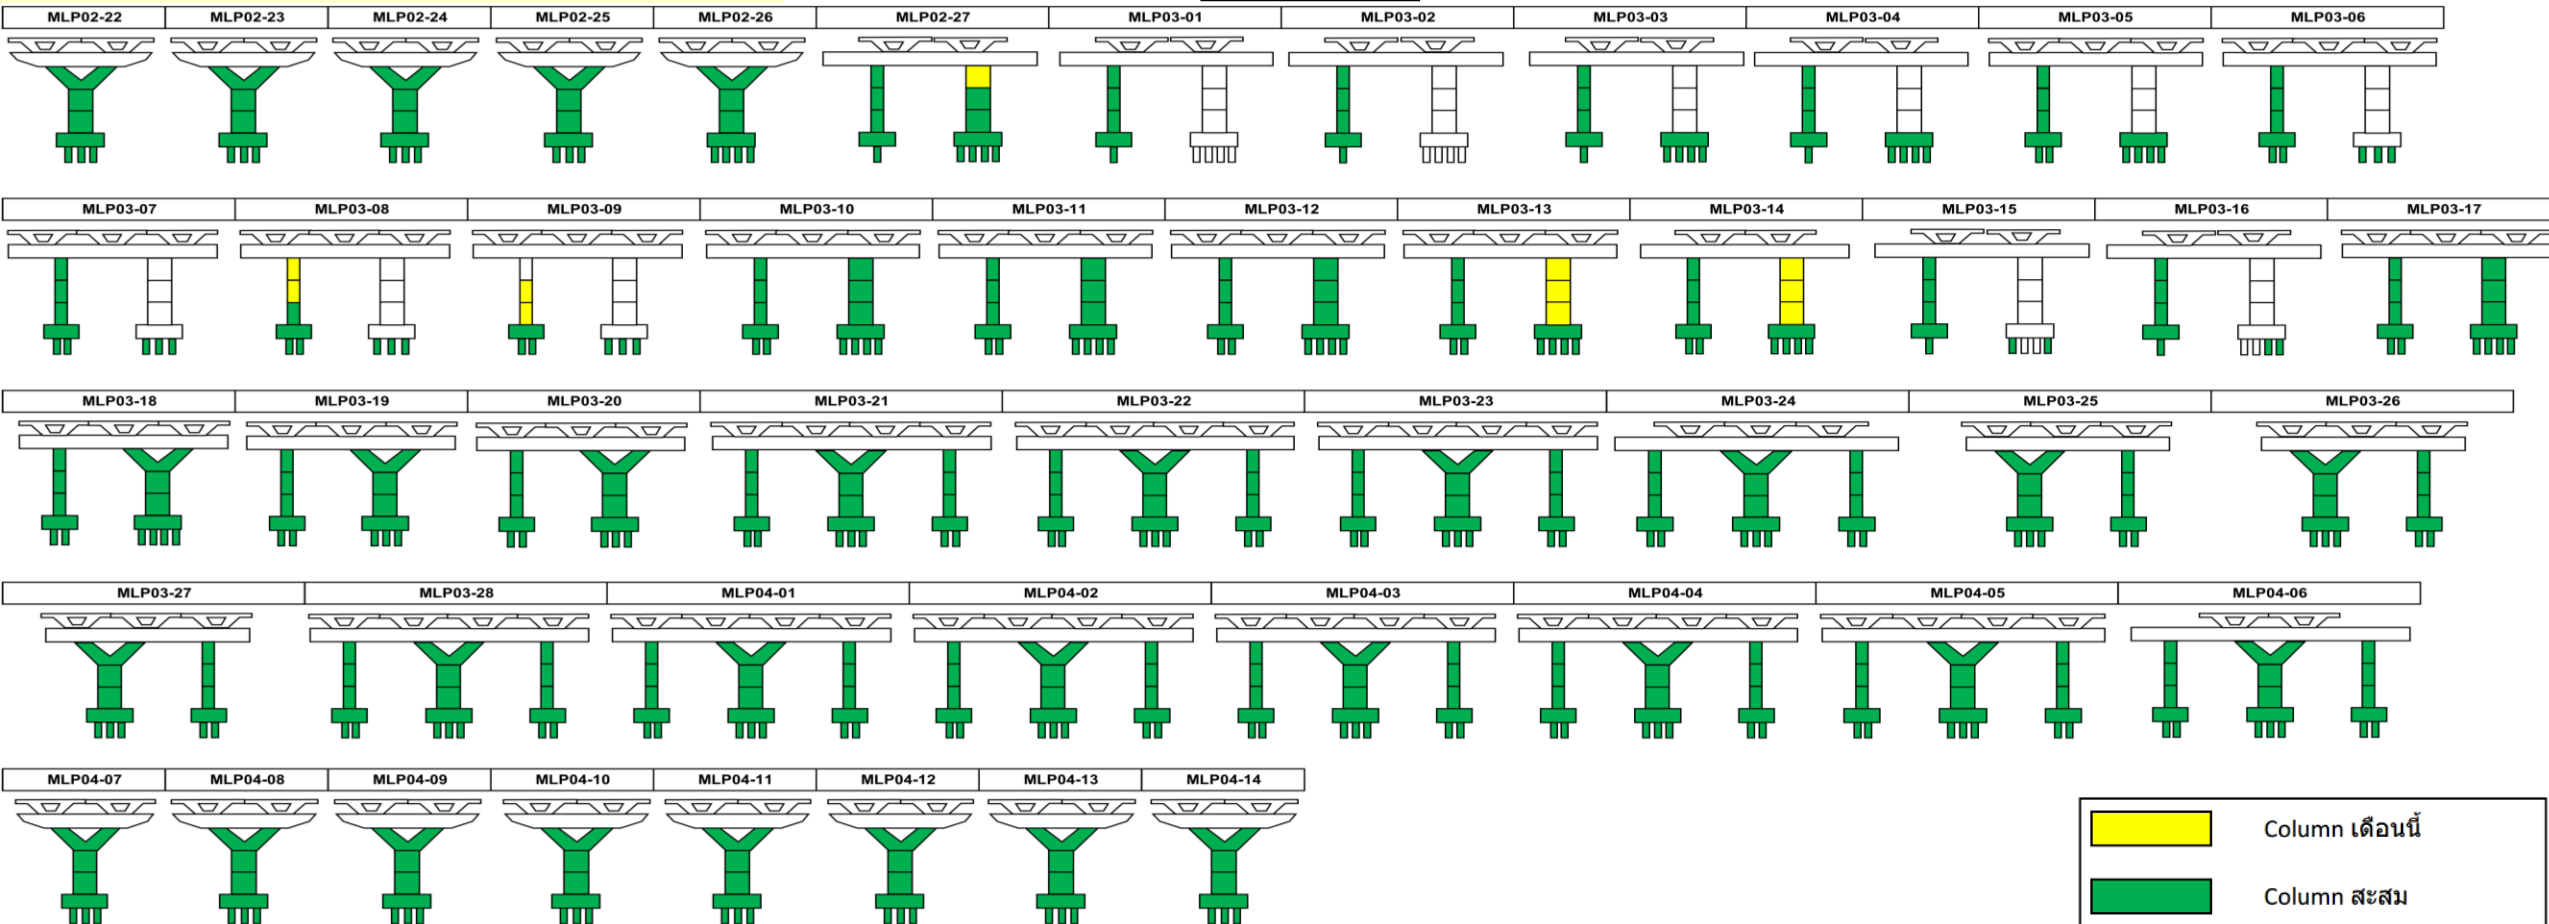 MLP02-22 MLP02-23 MLP02-24 MLP02-25 MLP02-26 MLP02-27 MLP03-01 MLP03-02 MLP03-03 MLP03-04 MLP03-05 MLP03-06
MLP03-07 MLP03-08 MLP03-09 MLP03-10 MLP03-11 MLP03-12 MLP03-13 MLP03-14 MLP03-15 MLP03-16 MLP03-17
MLP03-18 MLP03-19 MLP03-20 MLP03-21 MLP03-22 MLP03-23 MLP03-24 MLP03-25 MLP03-26
MLP03-27 MLP03-28 MLP04-01 MLP04-02 MLP04-03 MLP04-04 MLP04-05 MLP04-06
MLP04-07 MLP04-08 MLP04-09 MLP04-10 MLP04-11 MLP04-12 MLP04-13 MLP04-14
Column เดือนนี้
Column สะสม